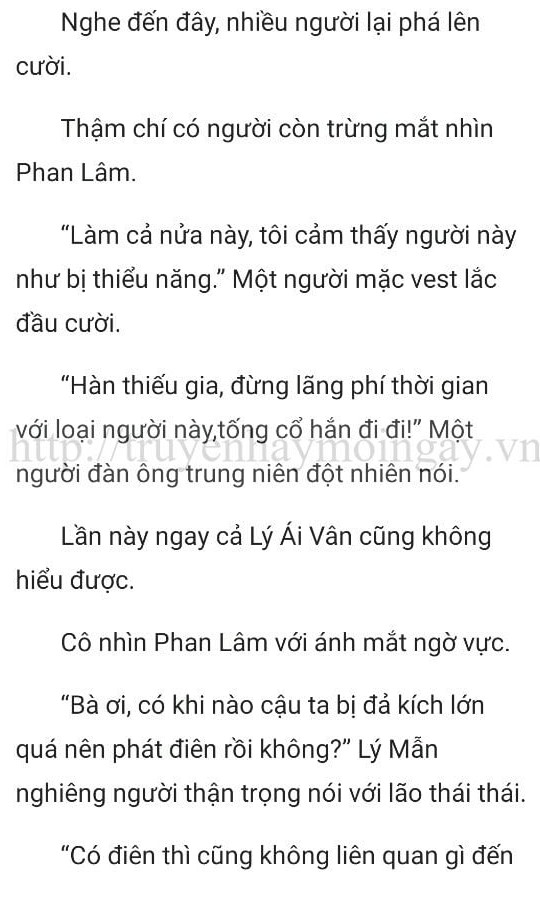 Nghe đến đây, nhiều người lại phá lên
cười.
Thậm chí có người còn trừng mắt nhìn
Phan Lâm.
“Làm cả nửa này, tôi cảm thấy người này
như bị thiểu năng.” Một người mặc vest lắc
đầu cười.
“Hàn thiếu gia, đừng lãng phí thời gian
với loại người này,tống cổ hắn đi đi!” Một
http://truyenhaymoingay.vn
người đàn ông trung niên đột nhiên nói.
Lần này ngay cả Lý Ái Vân cũng không
hiểu được.
Cô nhìn Phan Lâm với ánh mắt ngờ vực.
“Bà ơi, có khi nào cậu ta bị đả kích lớn
quá nên phát điên rồi không?” Lý Mẫn
nghiêng người thận trọng nói với lão thái thái.
“Có điên thì cũng không liên quan gì đến